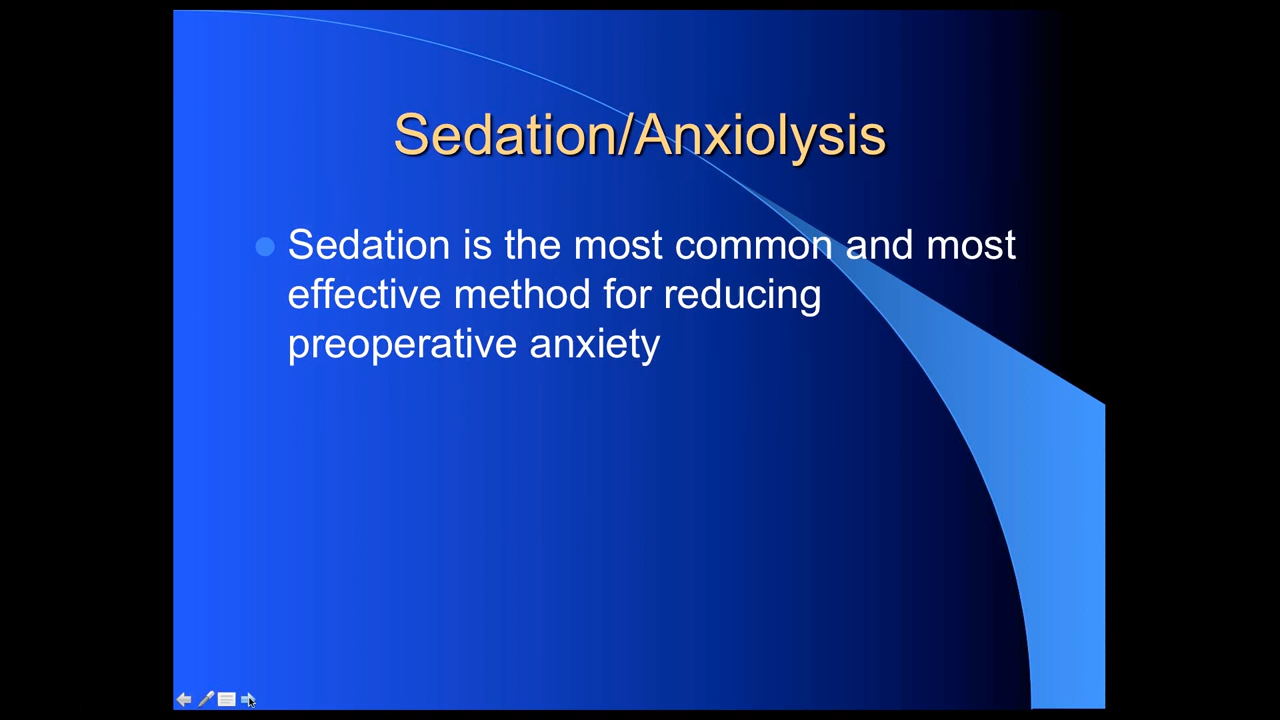 Sedation/Anxiolysis
Sedation is the most common and most
effective method for reducing
preoperative anxiety